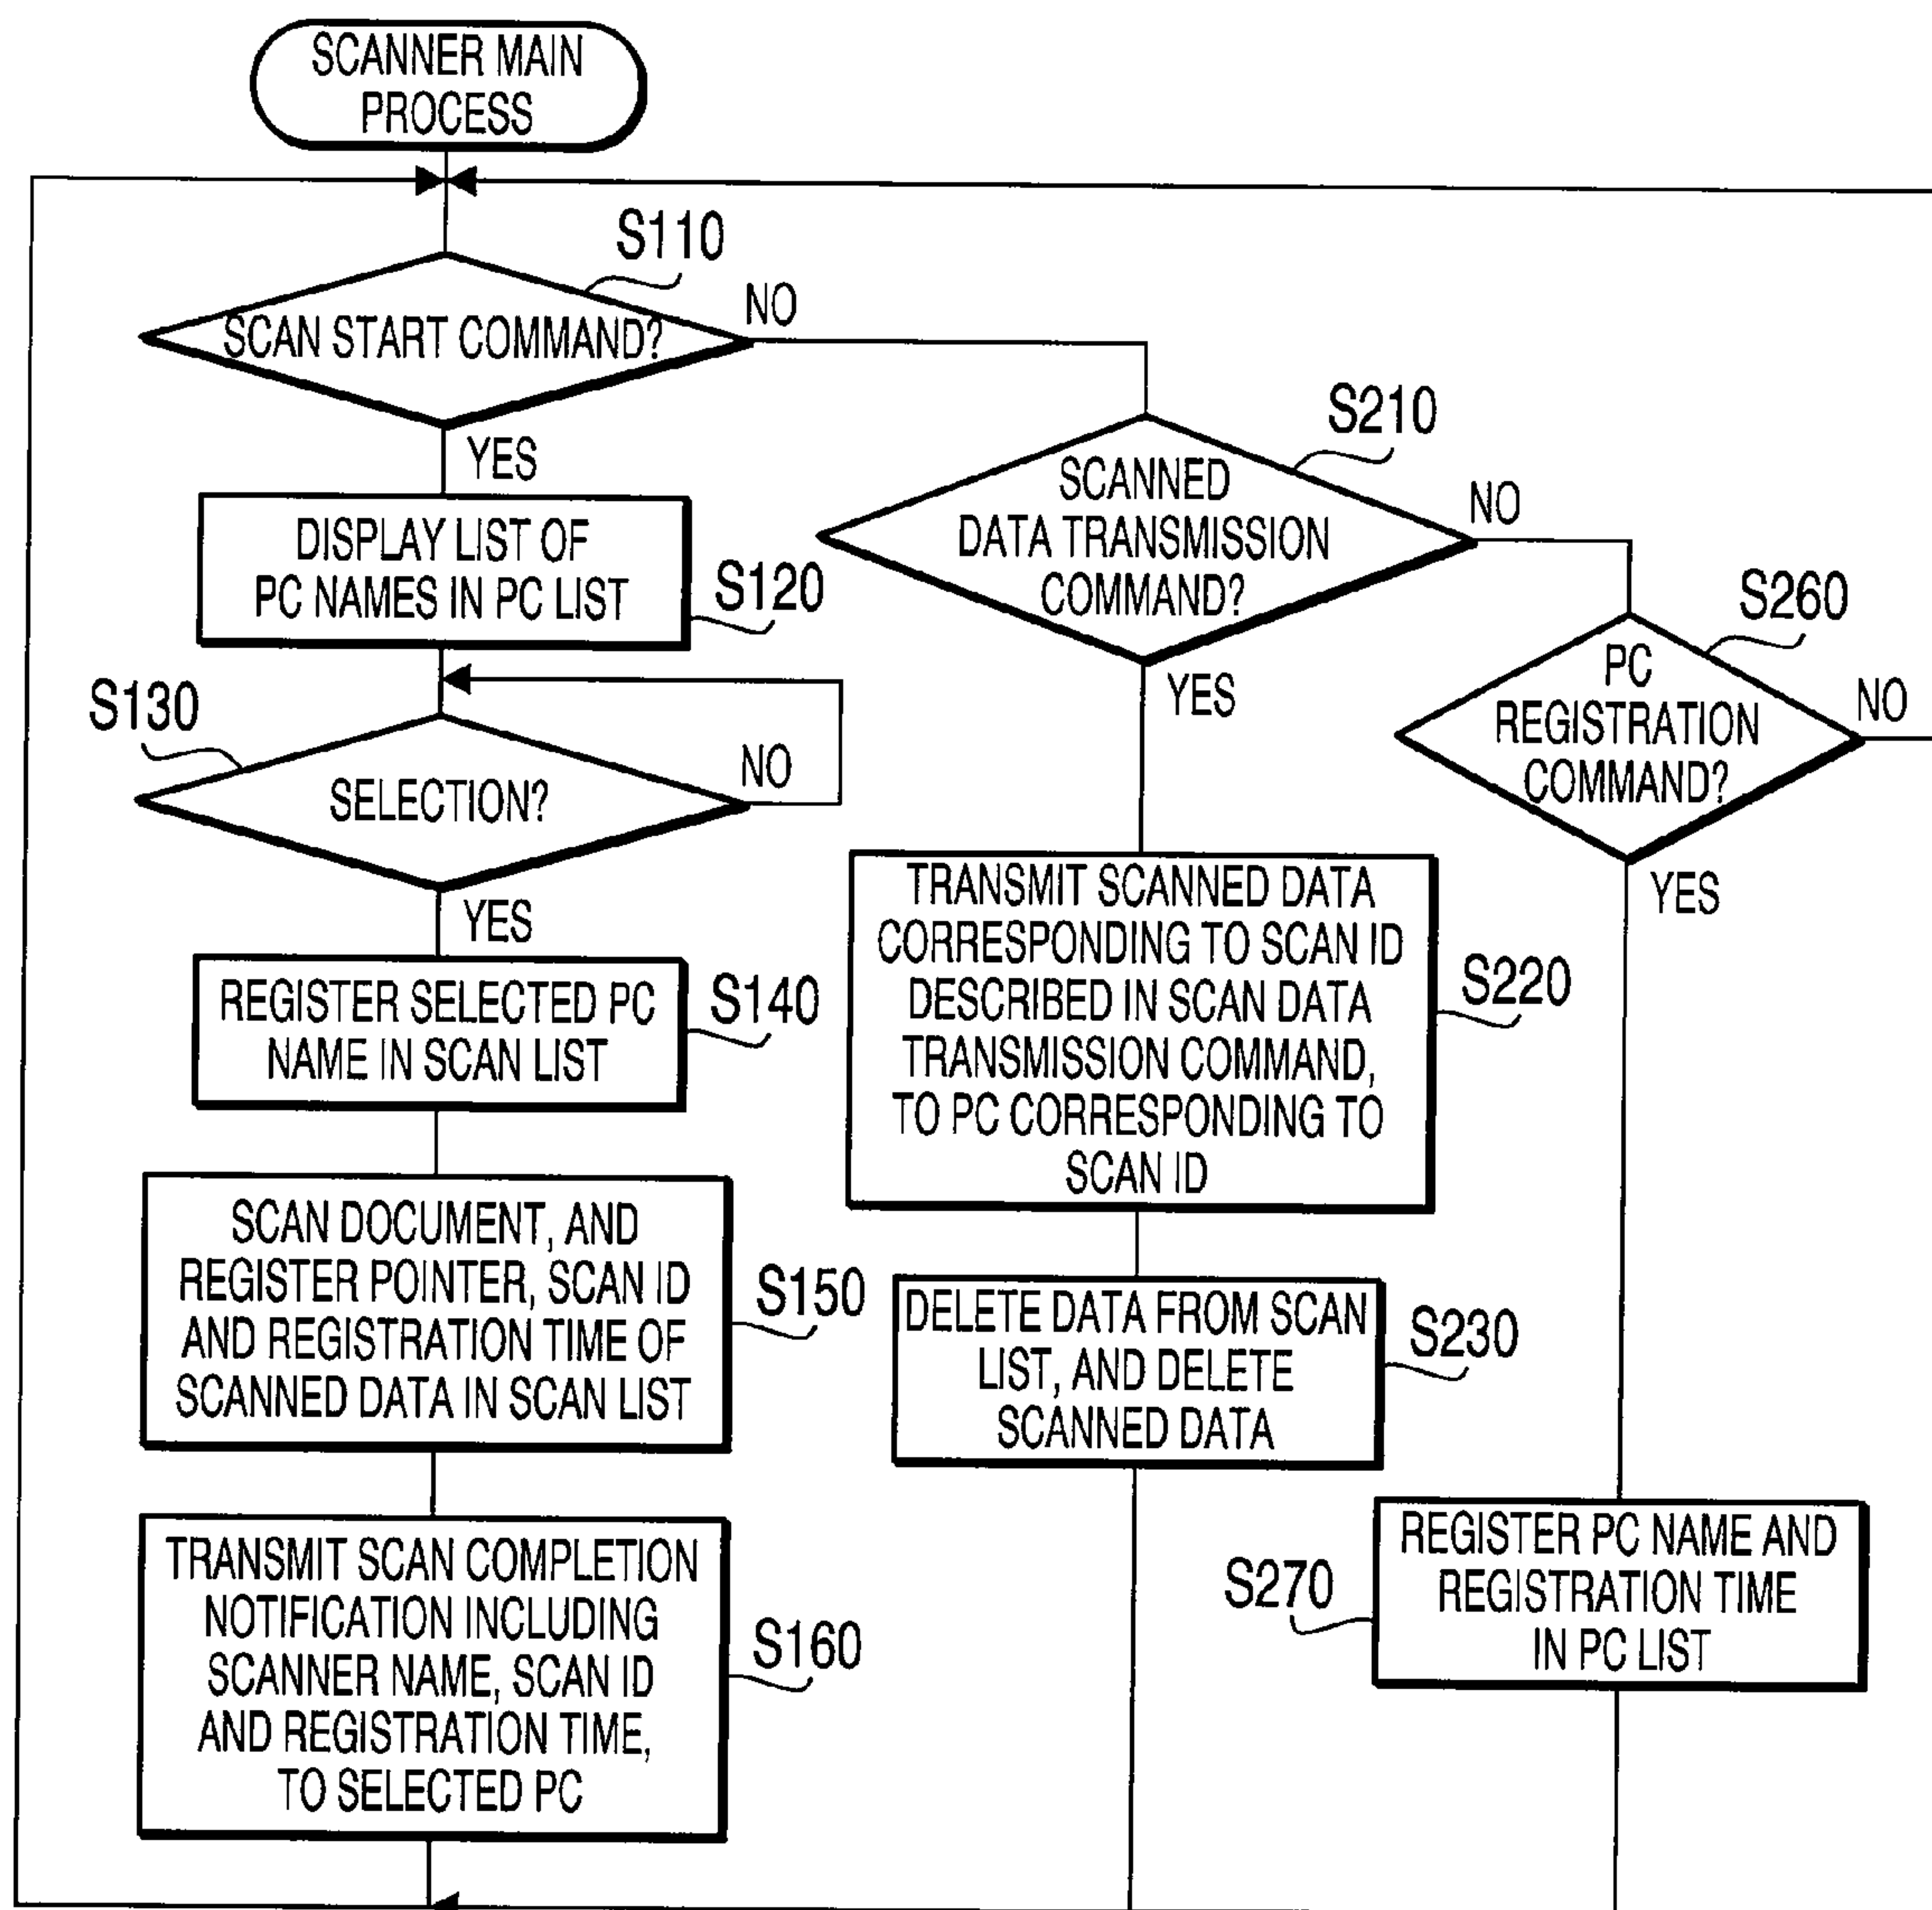 SCANNER MAIN
PROCESS
S110
SCAN START COMMAND?
NO
YES
DISPLAY LIST OF
PC NAMES IN PC LIST
S120
S130
SELECTION?
NO
YES
REGISTER SELECTED PC
NAME IN SCAN LIST
S140
SCAN DOCUMENT, AND
REGISTER POINTER, SCAN ID
AND REGISTRATION TIME OF
SCANNED DATA IN SCAN LIST
S150
TRANSMIT SCAN COMPLETION
NOTIFICATION INCLUDING
SCANNER NAME, SCAN ID
AND REGISTRATION TIME,
TO SELECTED PC
S160
S210
SCANNED
DATA TRANSMISSION
COMMAND?
NO
YES
TRANSMIT SCANNED DATA
CORRESPONDING TO SCAN ID
DESCRIBED IN SCAN DATA
TRANSMISSION COMMAND,
TO PC CORRESPONDING TO
SCAN ID
S220
DELETE DATA FROM SCAN
LIST, AND DELETE
SCANNED DATA
S230
S260
PC
REGISTRATION
COMMAND?
NO
YES
REGISTER PC NAME AND
REGISTRATION TIME
IN PC LIST
S270